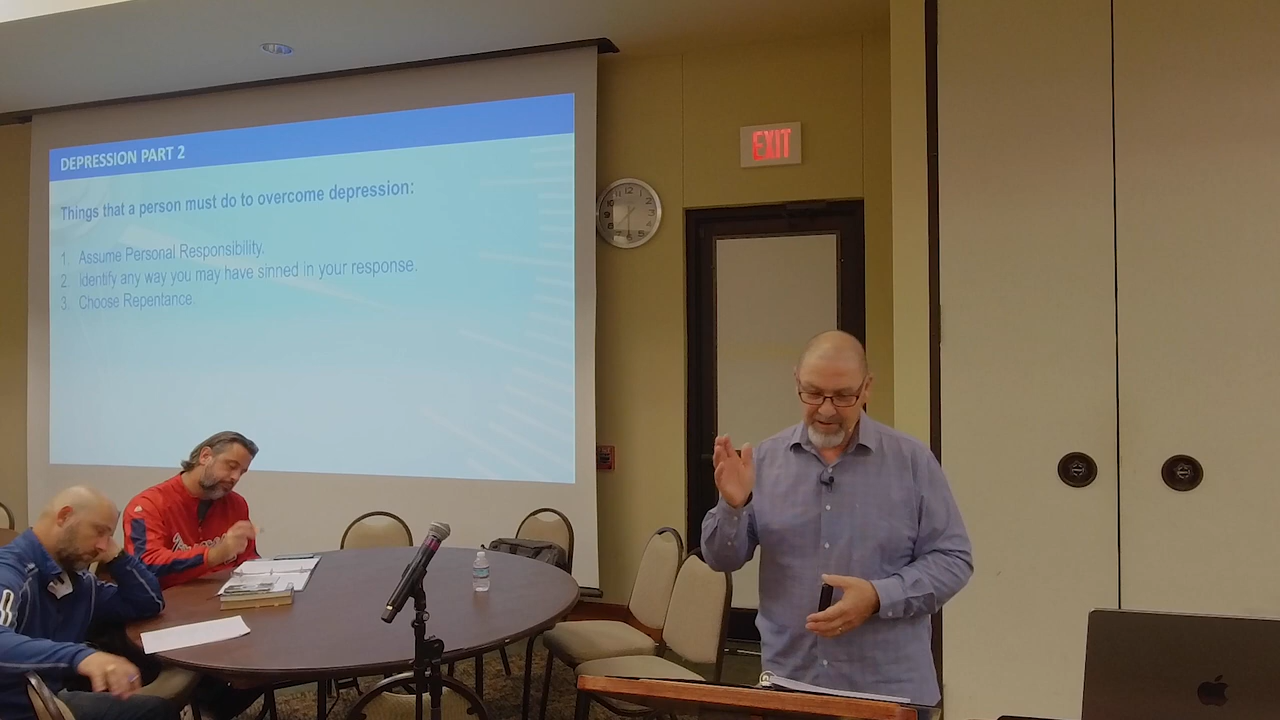 DEPRESSION PART 2
Things that a person must do to overcome depression:
1. Assume Personal Responsibility.
2. Identify any way you may have sinned in your response.
3. Choose Repentance.
EXIT